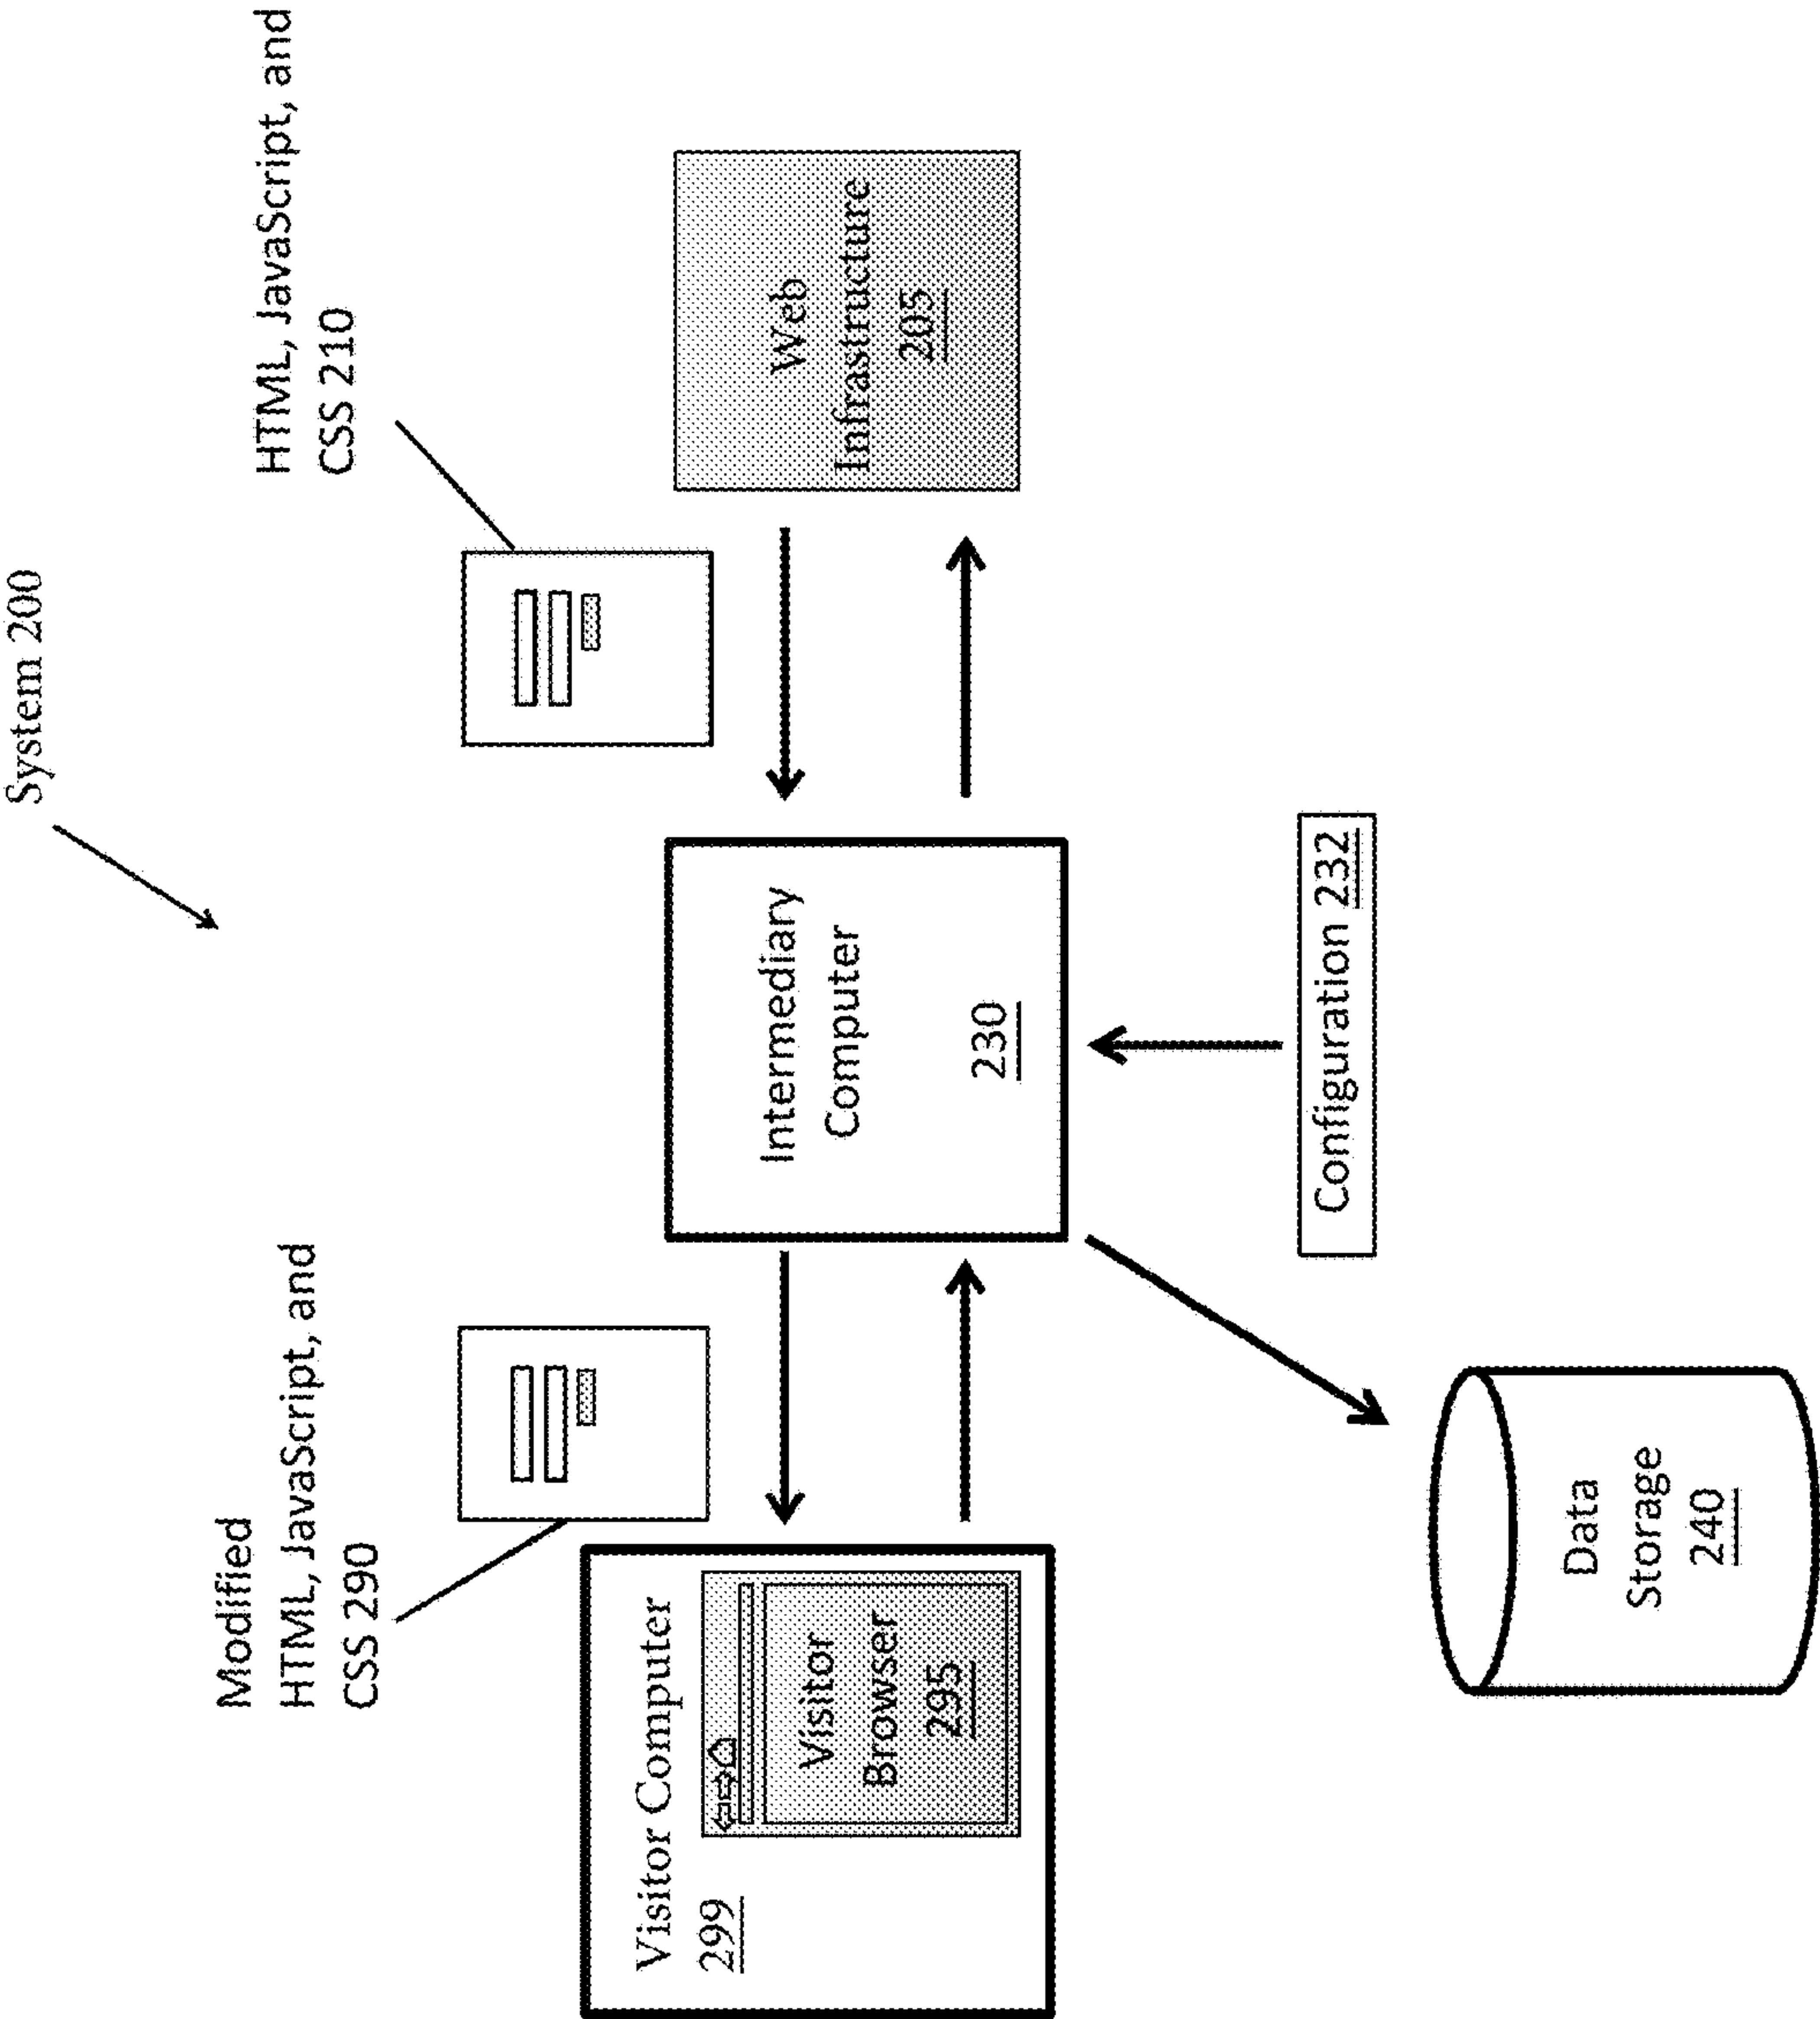 System 200
Modified
HTML, JavaScript, and
CSS 290
HTML, JavaScript, and
CSS 210
Visitor Computer
299
Visitor
Browser
295
Intermediary
Computer
230
Web
Infrastructure
205
Configuration 232
Data
Storage
240